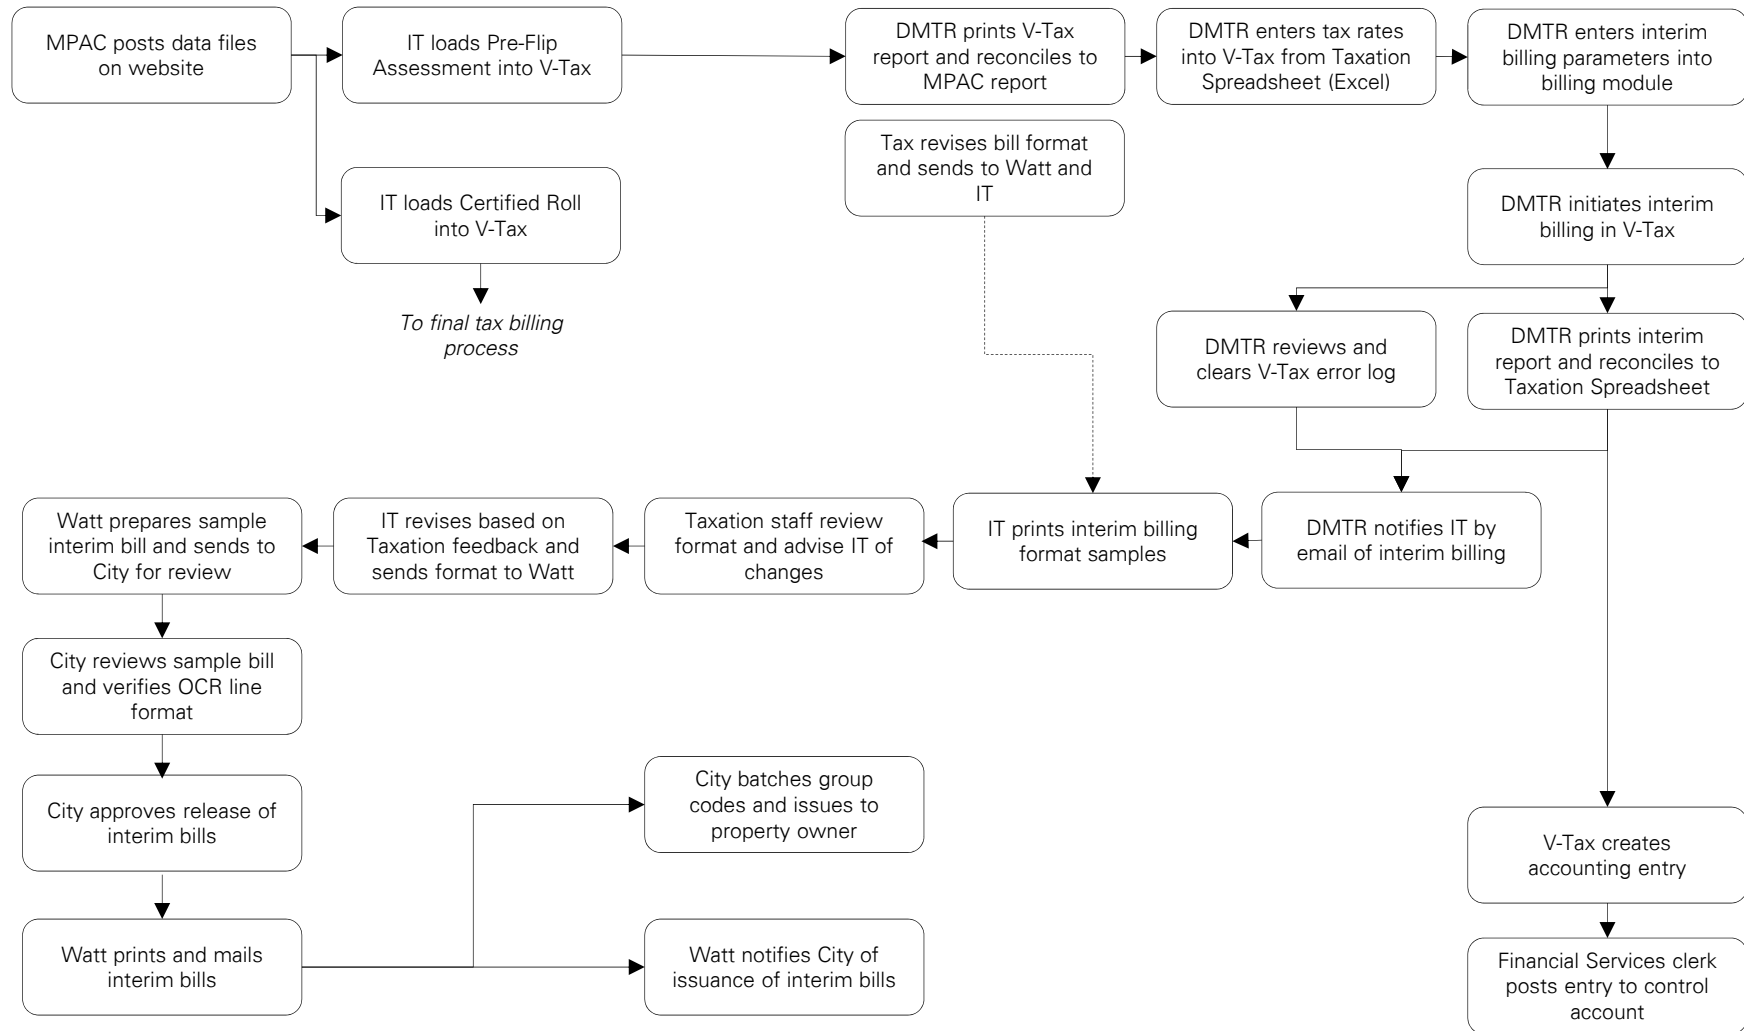 MPAC posts data files
on website
IT loads Pre-Flip
Assessment into V-Tax
DMTR prints V-Tax
report and reconciles to
MPAC report
DMTR enters tax rates
into V-Tax from Taxation
Spreadsheet (Excel)
DMTR enters interim
billing parameters into
billing module
Tax revises bill format
and sends to Watt and
IT
IT loads Certified Roll
into V-Tax
DMTR initiates interim
billing in V-Tax
To final tax billing
process
DMTR reviews and
clears V-Tax error log
DMTR prints interim
report and reconciles to
Taxation Spreadsheet
Watt prepares sample
interim bill and sends to
City for review
IT revises based on
Taxation feedback and
sends format to Watt
Taxation staff review
format and advise IT of
changes
IT prints interim billing
format samples
DMTR notifies IT by
email of interim billing
City reviews sample bill
and verifies OCR line
format
City approves release of
interim bills
City batches group
codes and issues to
property owner
V-Tax creates
accounting entry
Watt prints and mails
interim bills
Watt notifies City of
issuance of interim bills
Financial Services clerk
posts entry to control
account